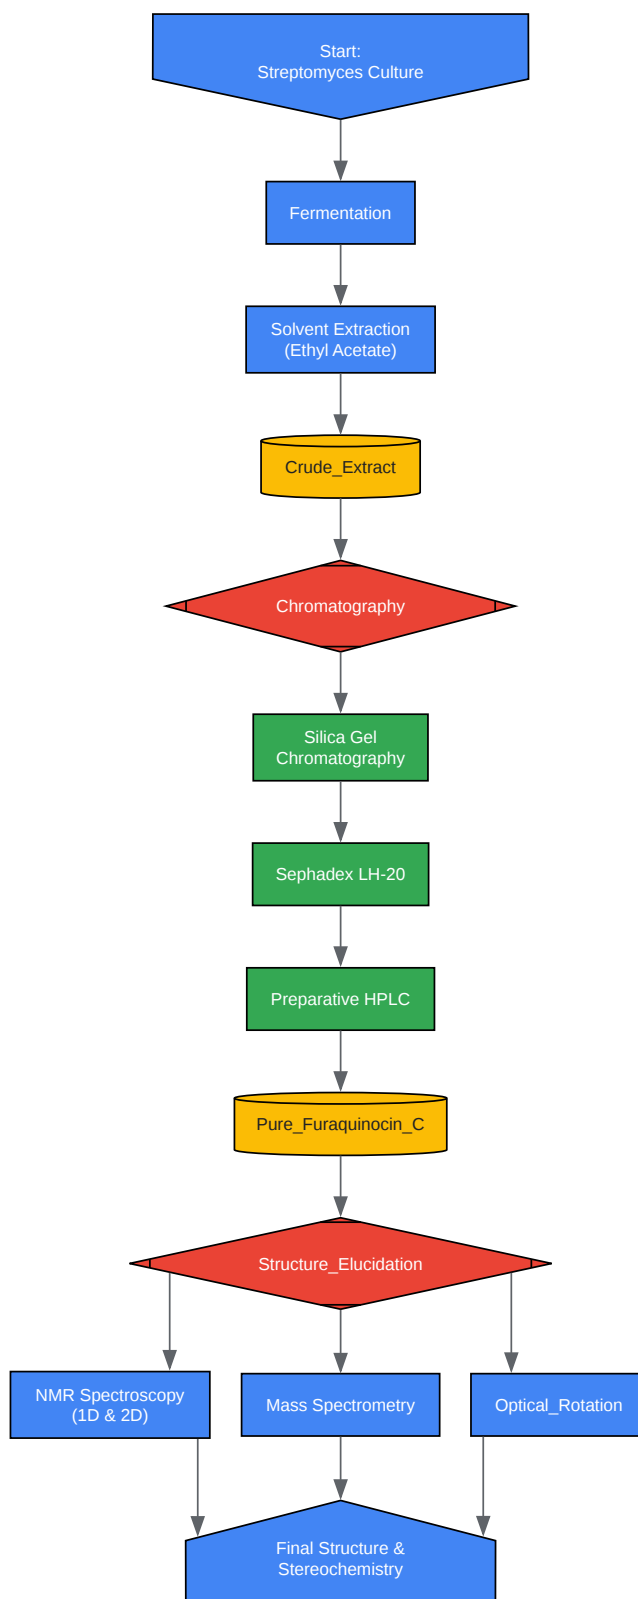 Start:
Streptomyces Culture
Fermentation
Solvent Extraction
(Ethyl Acetate)
Crude_Extract
Chromatography
Silica Gel
Chromatography
Sephadex LH-20
Preparative HPLC
Pure_Furaquinocin_C
Structure_Elucidation
NMR Spectroscopy
(1D & 2D)
Mass Spectrometry
Optical_Rotation
Final Structure &
Stereochemistry